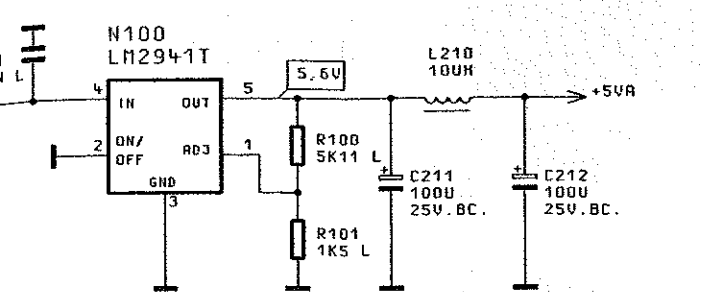 N100
LM2941T
L
4
IN
OUT
5
5,6V
L210
10UH
+5VA
2
ON/
OFF
ADJ
1
R100
5K11 L
GND
3
C211
100U
25V.BC.
C212
100U
25V.BC.
R101
1K5 L